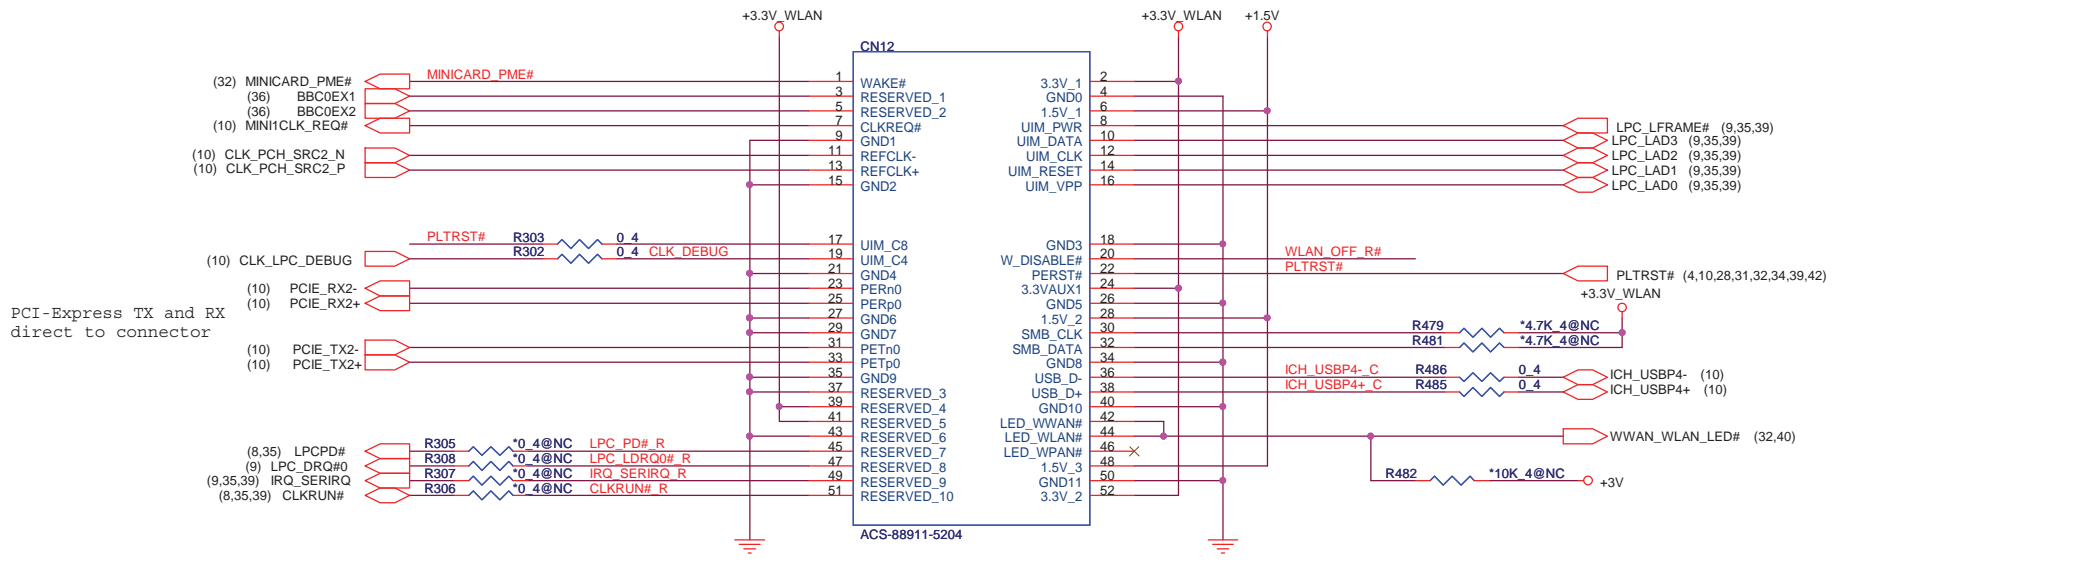 +3.3V_WLAN
+3.3V_WLAN +1.5V
CN12
(32) MINICARD_PME# MINICARD_PME# 1 WAKE# 3.3V_1 2
(36) BBC0EX1 3 RESERVED_1 GND0 4
(36) BBC0EX2 5 RESERVED_2 1.5V_1 6
(10) MINI1CLK_REQ# 7 CLKREQ# UIM_PWR 8 LPC_LFRAME# (9,35,39)
9 GND1 UIM_DATA 10 LPC_LAD3 (9,35,39)
(10) CLK_PCH_SRC2_N 11 REFCLK- UIM_CLK 12 LPC_LAD2 (9,35,39)
(10) CLK_PCH_SRC2_P 13 REFCLK+ UIM_RESET 14 LPC_LAD1 (9,35,39)
15 GND2 UIM_VPP 16 LPC_LAD0 (9,35,39)
PLTRST# R303 0_4 17 UIM_C8 GND3 18
(10) CLK_LPC_DEBUG R302 0_4 CLK_DEBUG 19 UIM_C4 W_DISABLE# 20 WLAN_OFF_R#
21 GND4 PERST# 22 PLTRST# PLTRST# (4,10,28,31,32,34,39,42)
(10) PCIE_RX2- 23 PERn0 3.3VAUX1 24 +3.3V_WLAN
(10) PCIE_RX2+ 25 PERp0 GND5 26
PCI-Express TX and RX
direct to connector
27 GND6 1.5V_2 28
29 GND7 SMB_CLK 30 R479 *4.7K_4@NC
(10) PCIE_TX2- 31 PETn0 SMB_DATA 32 R481 *4.7K_4@NC
(10) PCIE_TX2+ 33 PETp0 GND8 34
35 GND9 USB_D- 36 ICH_USBP4-_C R486 0_4 ICH_USBP4- (10)
37 RESERVED_3 USB_D+ 38 ICH_USBP4+_C R485 0_4 ICH_USBP4+ (10)
39 RESERVED_4 GND10 40
41 RESERVED_5 LED_WWAN# 42
43 RESERVED_6 LED_WLAN# 44 WWAN_WLAN_LED# (32,40)
(8,35) LPCPD# R305 *0_4@NC LPC_PD#_R 45 RESERVED_7 LED_WPAN# 46
(9) LPC_DRQ#0 R308 *0_4@NC LPC_LDRQ0#_R 47 RESERVED_8 1.5V_3 48
(9,35,39) IRQ_SERIRQ R307 *0_4@NC IRQ_SERIRQ_R 49 RESERVED_9 GND11 50 R482 *10K_4@NC +3V
(8,35,39) CLKRUN# R306 *0_4@NC CLKRUN#_R 51 RESERVED_10 3.3V_2 52
ACS-88911-5204